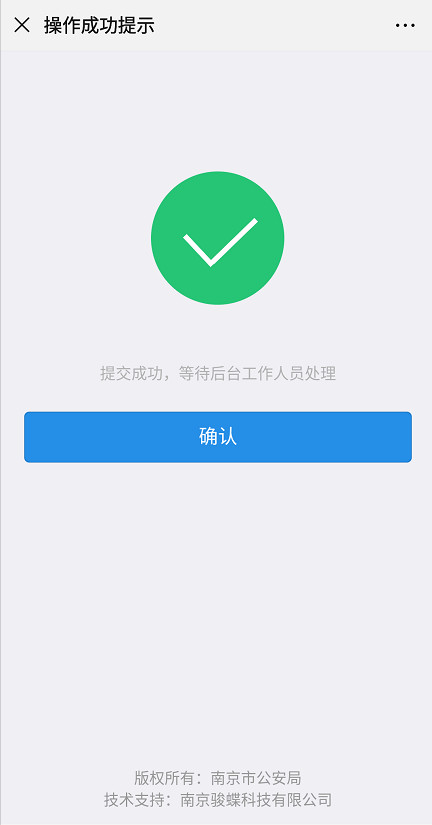 操作成功提示
提交成功，等待后台工作人员处理
确认
版权所有：南京市公安局
技术支持：南京骏蝶科技有限公司